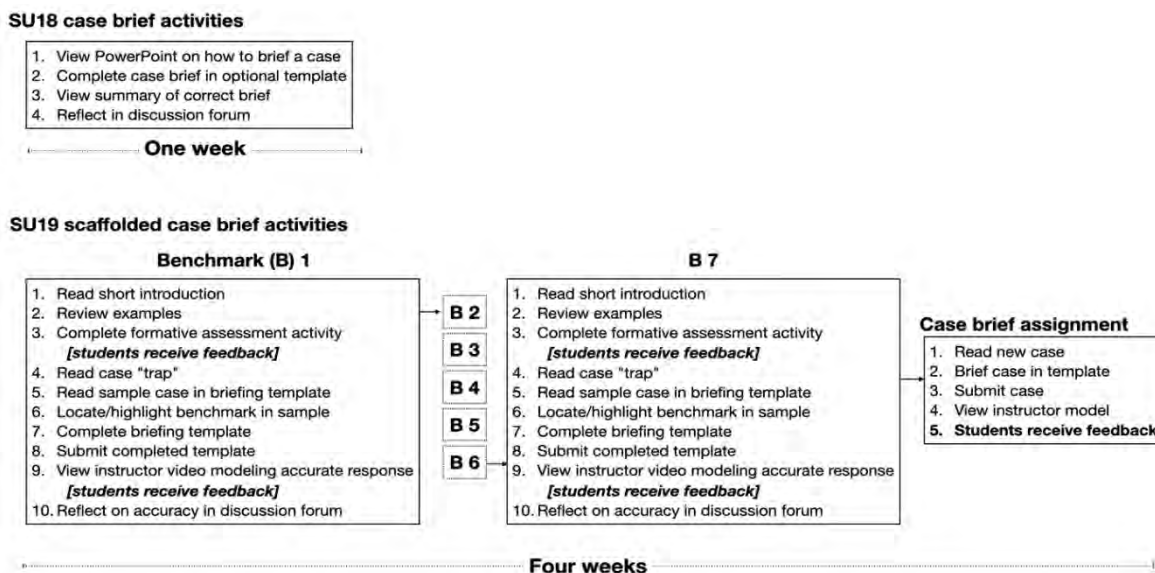 SU18 case brief activities
1. View PowerPoint on how to brief a case
2. Complete case brief in optional template
3. View summary of correct brief
4. Reflect in discussion forum
One week
SU19 scaffolded case brief activities
Benchmark (B) 1
1. Read short introduction
2. Review examples
3. Complete formative assessment activity
[students receive feedback]
4. Read case "trap"
5. Read sample case in briefing template
6. Locate/highlight benchmark in sample
7. Complete briefing template
8. Submit completed template
9. View instructor video modeling accurate response
[students receive feedback]
10. Reflect on accuracy in discussion forum
B 2
B 3
B 4
B 5
B 6
B 7
1. Read short introduction
2. Review examples
3. Complete formative assessment activity
[students receive feedback]
4. Read case "trap"
5. Read sample case in briefing template
6. Locate/highlight benchmark in sample
7. Complete briefing template
8. Submit completed template
9. View instructor video modeling accurate response
[students receive feedback]
10. Reflect on accuracy in discussion forum
Case brief assignment
1. Read new case
2. Brief case in template
3. Submit case
4. View instructor model
5. Students receive feedback
Four weeks